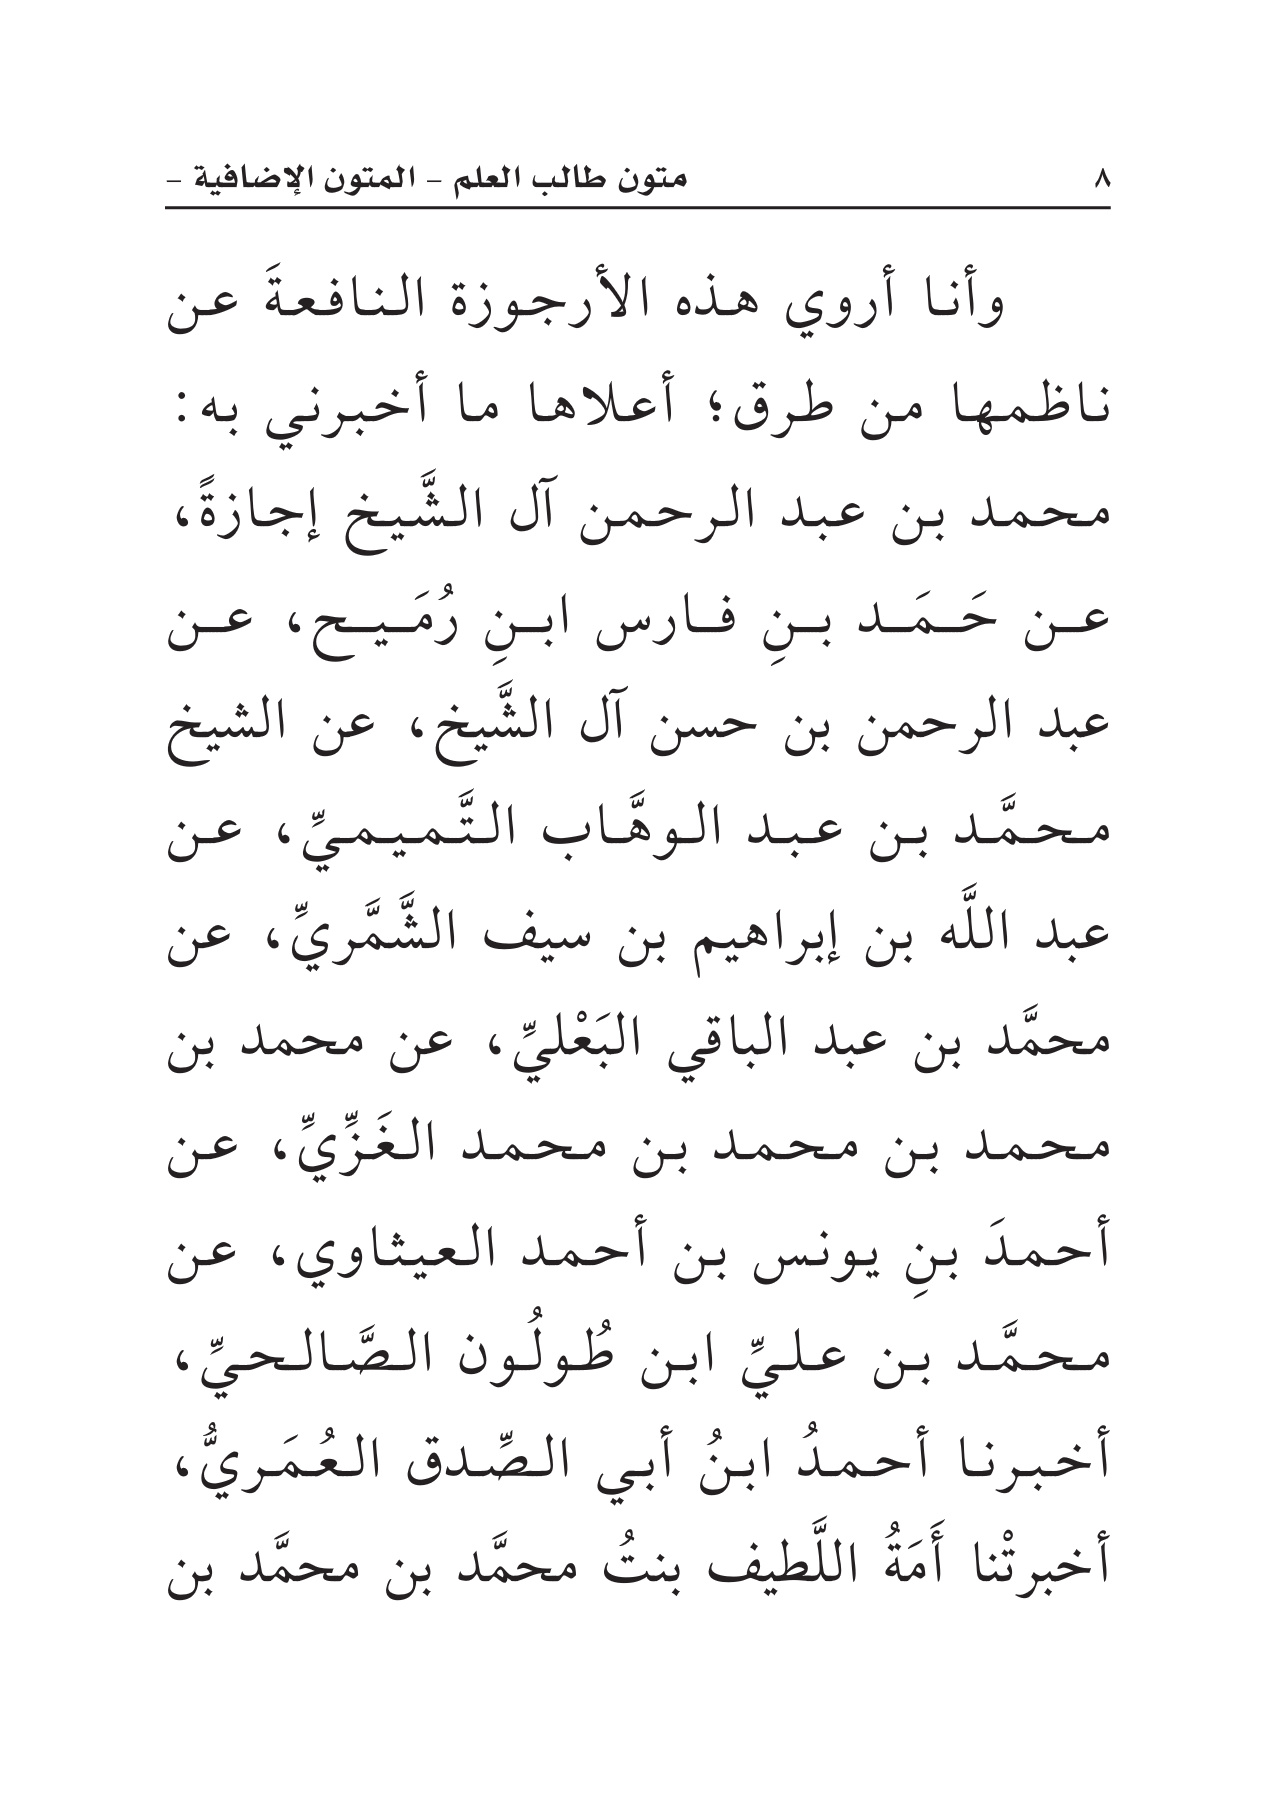 ٨ متون طالب العلم – المتون الإضافية –
وأنا أروي هذه الأرجوزة النافعةَ عن
ناظمها من طرق؛ أعلاها ما أخبرني به:
محمد بن عبد الرحمن آل الشَّيخ إجازةً،
عن حَمَد بنِ فارس ابنِ رُمَيح، عن
عبد الرحمن بن حسن آل الشَّيخ، عن الشيخ
محمَّد بن عبد الوهَّاب التَّميميِّ، عن
عبد اللَّه بن إبراهيم بن سيف الشَّمَّريِّ، عن
محمَّد بن عبد الباقي البَعْليِّ، عن محمد بن
محمد بن محمد بن محمد الغَزِّيِّ، عن
أحمدَ بنِ يونس بن أحمد العيثاوي، عن
محمَّد بن عليِّ ابن طُولُون الصَّالحيِّ،
أخبرنا أحمدُ ابنُ أبي الصِّدق العُمَريُّ،
أخبرتْنا أَمَةُ اللَّطيف بنتُ محمَّد بن محمَّد بن